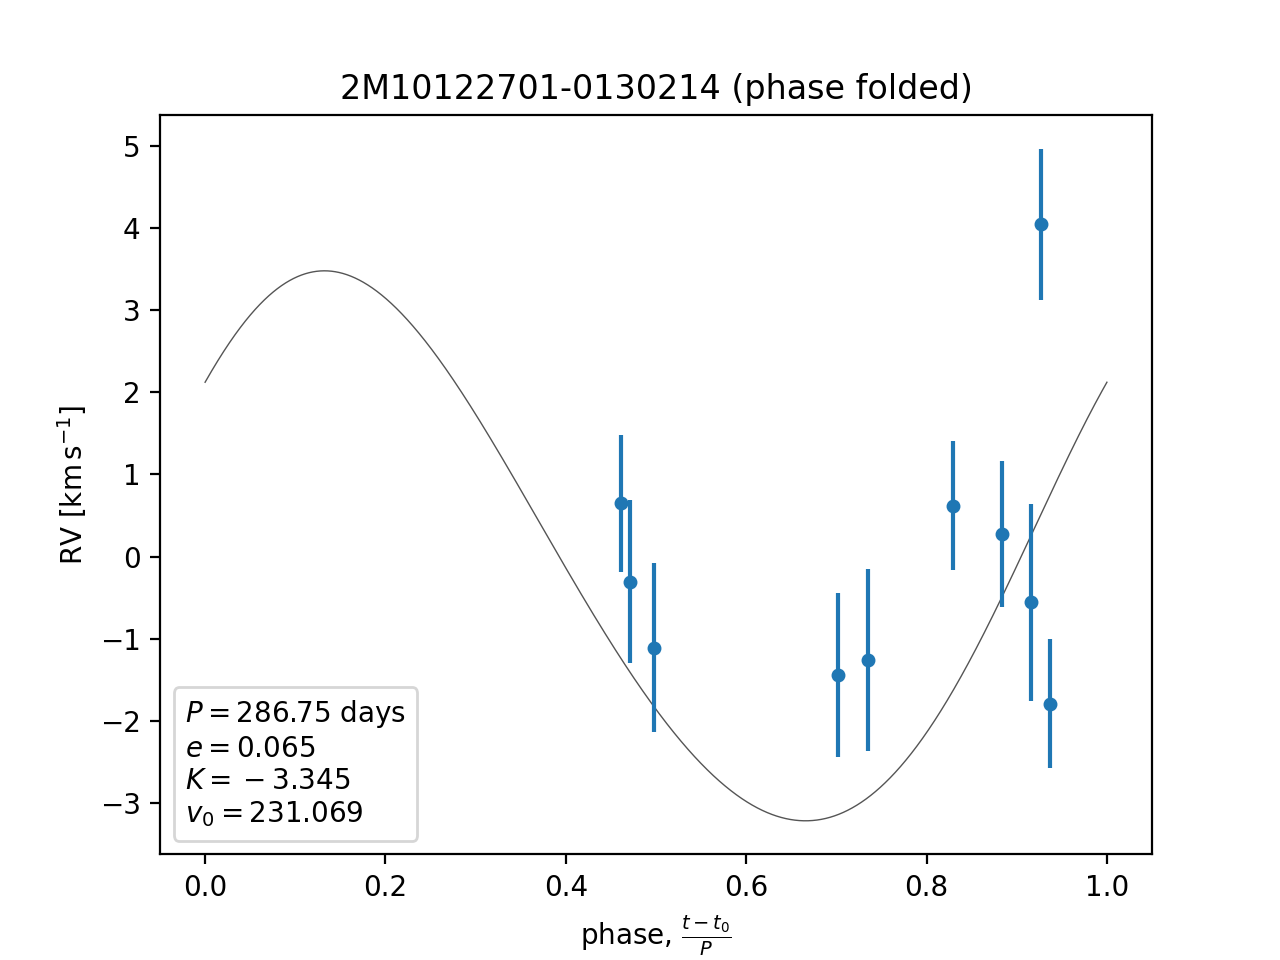 2M10122701-0130214 (phase folded)
5
4
3
2
1
0
−1
−2
−3
RV [km s⁻¹]
P = 286.75 days
e = 0.065
K = −3.345
v₀ = 231.069
0.0 0.2 0.4 0.6 0.8 1.0
phase, (t − t₀)/P